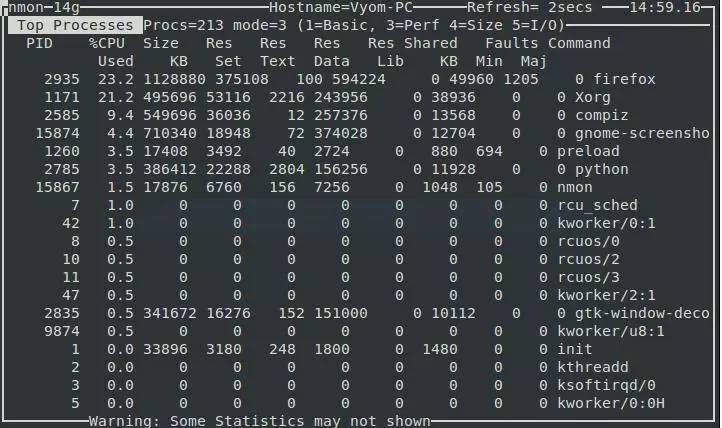 nmon-14g Hostname=Vyom-PC Refresh= 2secs 14:59.16
Top Processes Procs=213 mode=3 (1=Basic, 3=Perf 4=Size 5=I/O)
PID %CPU Size Res Res Res Res Shared Faults Command
Used KB Set Text Data Lib KB Min Maj
2935 23.2 1128880 375108 100 594224 0 49960 1205 0 firefox
1171 21.2 495696 53116 2216 243956 0 38936 0 0 Xorg
2585 9.4 549696 36036 12 257376 0 13568 0 0 compiz
15874 4.4 710340 18948 72 374028 0 12704 0 0 gnome-screensho
1260 3.5 17408 3492 40 2724 0 880 694 0 preload
2785 3.5 386412 22288 2804 156256 0 11928 0 0 python
15867 1.5 17876 6760 156 7256 0 1048 105 0 nmon
7 1.0 0 0 0 0 0 0 0 0 rcu_sched
42 1.0 0 0 0 0 0 0 0 0 kworker/0:1
8 0.5 0 0 0 0 0 0 0 0 rcuos/0
10 0.5 0 0 0 0 0 0 0 0 rcuos/2
11 0.5 0 0 0 0 0 0 0 0 rcuos/3
47 0.5 0 0 0 0 0 0 0 0 kworker/2:1
2835 0.5 341672 16276 152 151000 0 10112 0 0 gtk-window-deco
9874 0.5 0 0 0 0 0 0 0 0 kworker/u8:1
1 0.0 33896 3180 248 1800 0 1480 0 0 init
2 0.0 0 0 0 0 0 0 0 0 kthreadd
3 0.0 0 0 0 0 0 0 0 0 ksoftirqd/0
5 0.0 0 0 0 0 0 0 0 0 kworker/0:0H
Warning: Some Statistics may not shown